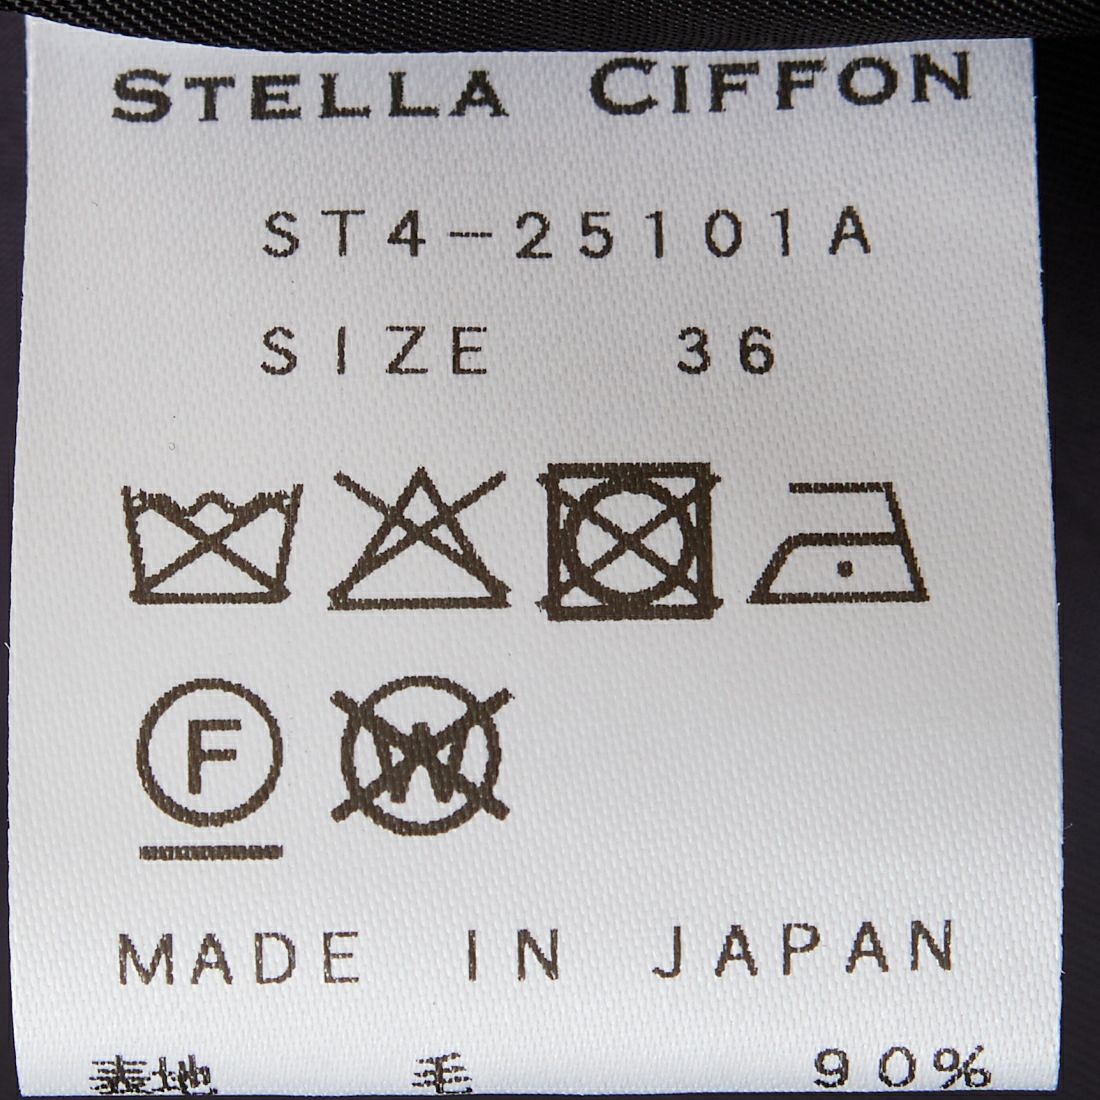 STELLA CIFFON
ST4-25101A
SIZE 36
F W
MADE IN JAPAN
表地 毛 90%